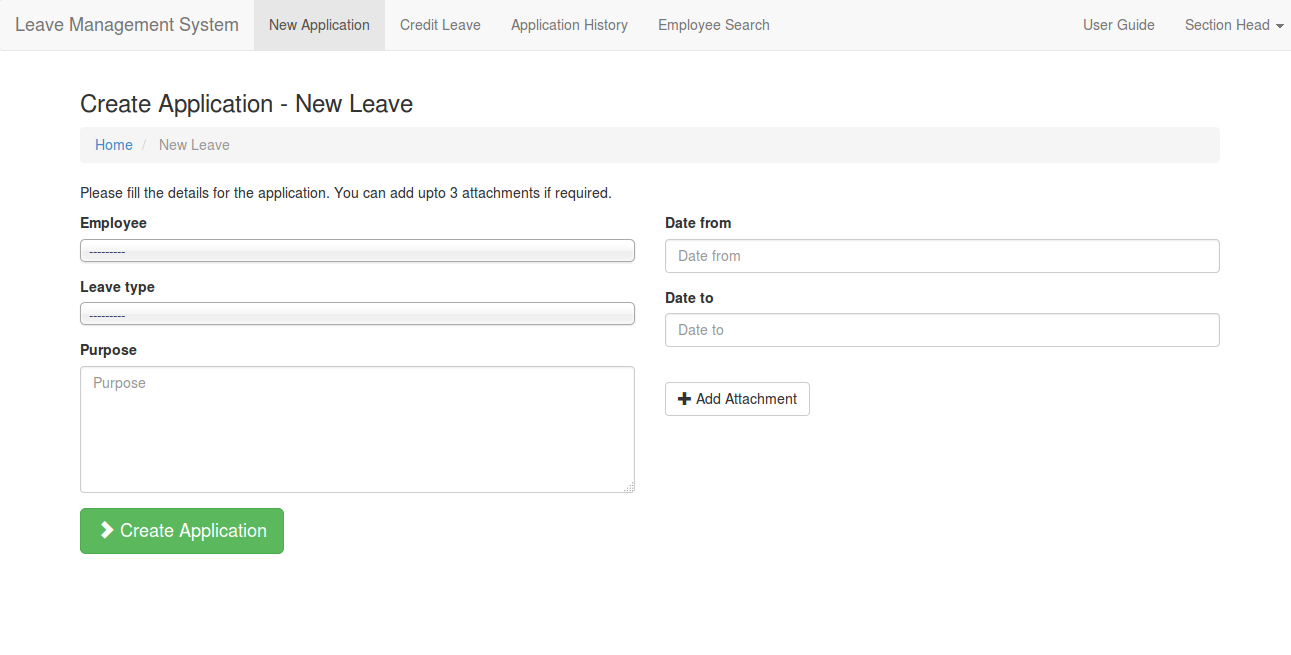 Leave Management System New Application Credit Leave Application History Employee Search User Guide Section Head
Create Application - New Leave
Home / New Leave
Please fill the details for the application. You can add upto 3 attachments if required.
Employee
---------
Leave type
---------
Purpose
Purpose
Date from
Date from
Date to
Date to
Add Attachment
Create Application